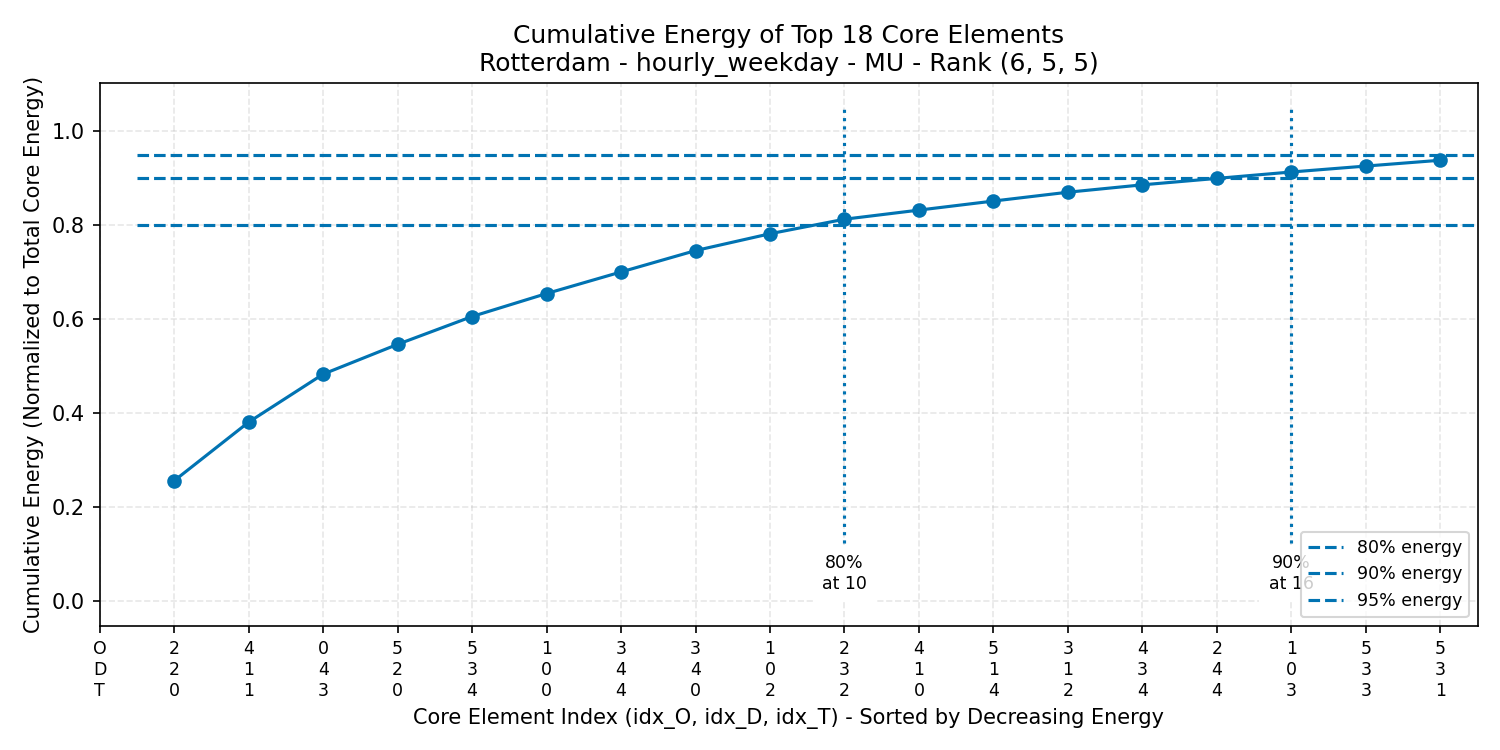 Cumulative Energy of Top 18 Core Elements
Rotterdam - hourly_weekday - MU - Rank (6, 5, 5)
Cumulative Energy (Normalized to Total Core Energy)
1.0
0.8
0.6
0.4
0.2
0.0
80%
at 10
90%
at 16
80% energy
90% energy
95% energy
O 2 4 0 5 5 1 3 3 1 2 4 5 3 4 2 1 5 5
D 2 1 4 2 3 0 4 4 0 3 1 1 1 3 4 0 3 3
T 0 1 3 0 4 0 4 0 2 2 0 4 2 4 4 3 3 1
Core Element Index (idx_O, idx_D, idx_T) - Sorted by Decreasing Energy